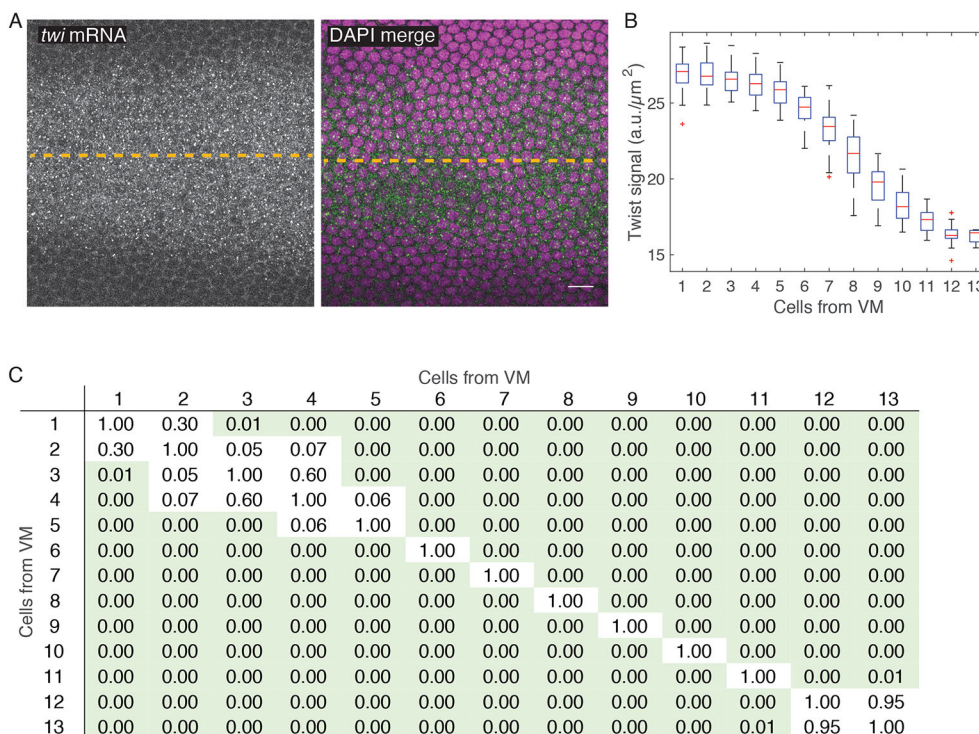 A
twi mRNA
DAPI merge
B
Twist signal (a.u./µm²)
25
20
15
1 2 3 4 5 6 7 8 9 10 11 12 13
Cells from VM
C
Cells from VM
1 2 3 4 5 6 7 8 9 10 11 12 13
Cells from VM
1 1.00 0.30 0.01 0.00 0.00 0.00 0.00 0.00 0.00 0.00 0.00 0.00 0.00
2 0.30 1.00 0.05 0.07 0.00 0.00 0.00 0.00 0.00 0.00 0.00 0.00 0.00
3 0.01 0.05 1.00 0.60 0.00 0.00 0.00 0.00 0.00 0.00 0.00 0.00 0.00
4 0.00 0.07 0.60 1.00 0.06 0.00 0.00 0.00 0.00 0.00 0.00 0.00 0.00
5 0.00 0.00 0.00 0.06 1.00 0.00 0.00 0.00 0.00 0.00 0.00 0.00 0.00
6 0.00 0.00 0.00 0.00 0.00 1.00 0.00 0.00 0.00 0.00 0.00 0.00 0.00
7 0.00 0.00 0.00 0.00 0.00 0.00 1.00 0.00 0.00 0.00 0.00 0.00 0.00
8 0.00 0.00 0.00 0.00 0.00 0.00 0.00 1.00 0.00 0.00 0.00 0.00 0.00
9 0.00 0.00 0.00 0.00 0.00 0.00 0.00 0.00 1.00 0.00 0.00 0.00 0.00
10 0.00 0.00 0.00 0.00 0.00 0.00 0.00 0.00 0.00 1.00 0.00 0.00 0.00
11 0.00 0.00 0.00 0.00 0.00 0.00 0.00 0.00 0.00 0.00 1.00 0.00 0.01
12 0.00 0.00 0.00 0.00 0.00 0.00 0.00 0.00 0.00 0.00 0.00 1.00 0.95
13 0.00 0.00 0.00 0.00 0.00 0.00 0.00 0.00 0.00 0.00 0.01 0.95 1.00